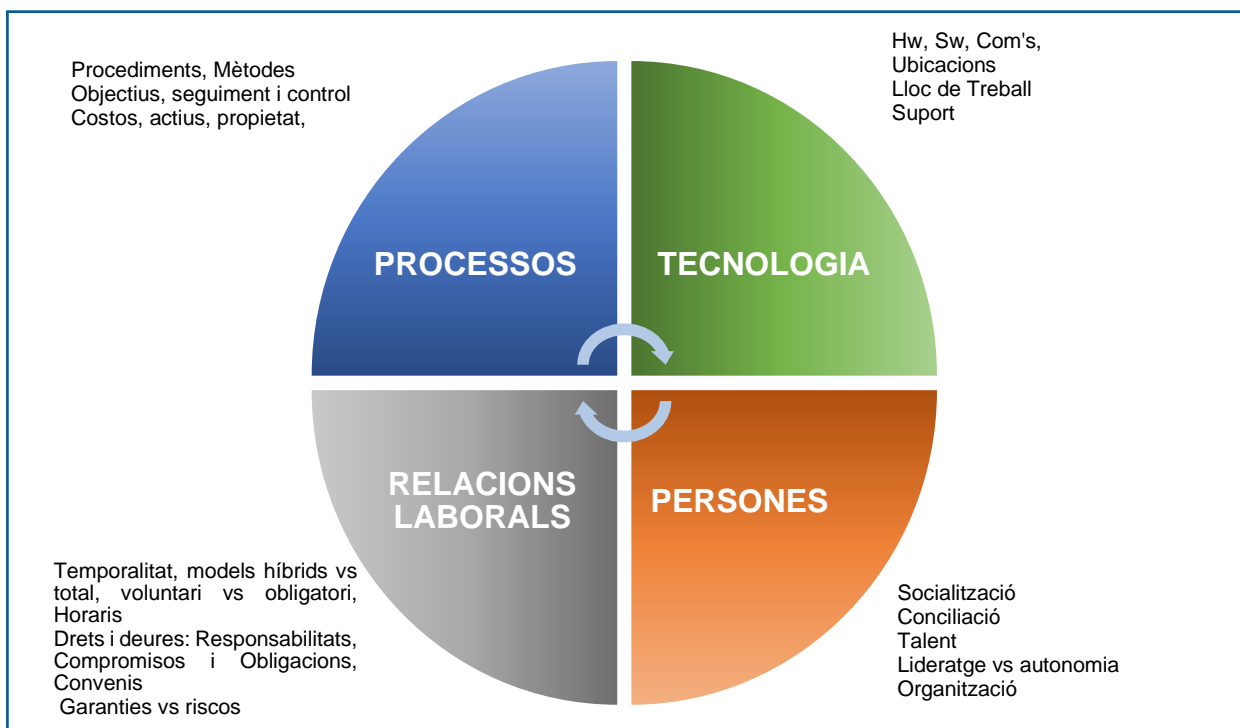 Procediments, Mètodes
Objectius, seguiment i control
Costos, actius, propietat,
Hw, Sw, Com's,
Ubicacions
Lloc de Treball
Suport
PROCESSOS
TECNOLOGIA
RELACIONS
LABORALS
PERSONES
Temporalitat, models híbrids vs
total, voluntari vs obligatori,
Horaris
Drets i deures: Responsabilitats,
Compromisos i Obligacions,
Convenis
Garanties vs riscos
Socialització
Conciliació
Talent
Lideratge vs autonomia
Organització